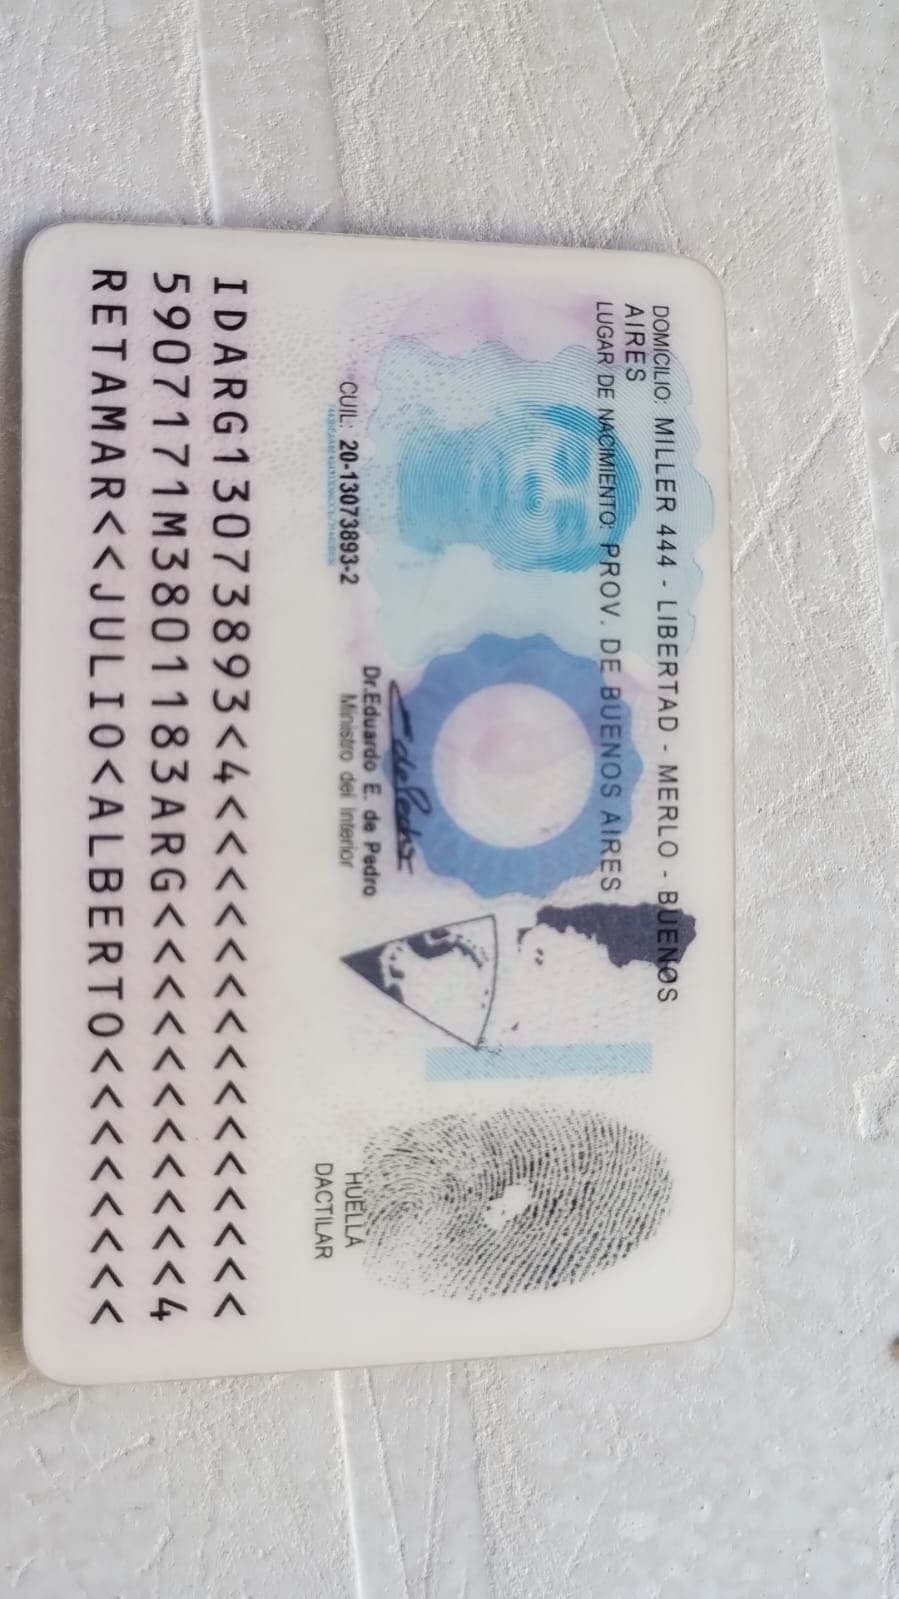 DOMICILIO: MILLER 444 - LIBERTAD - MERLO - BUENOS
AIRES
LUGAR DE NACIMIENTO: PROV. DE BUENOS AIRES
CUIL: 20-13073893-2
Dr.Eduardo E. de Pedro
Ministro del Interior
HUELLA
DACTILAR
IDARG13073893<4<<<<<<<<<<<<<<<
5907171M3801183ARG<<<<<<<<<<<4
RETAMAR<<JULIO<ALBERTO<<<<<<<<